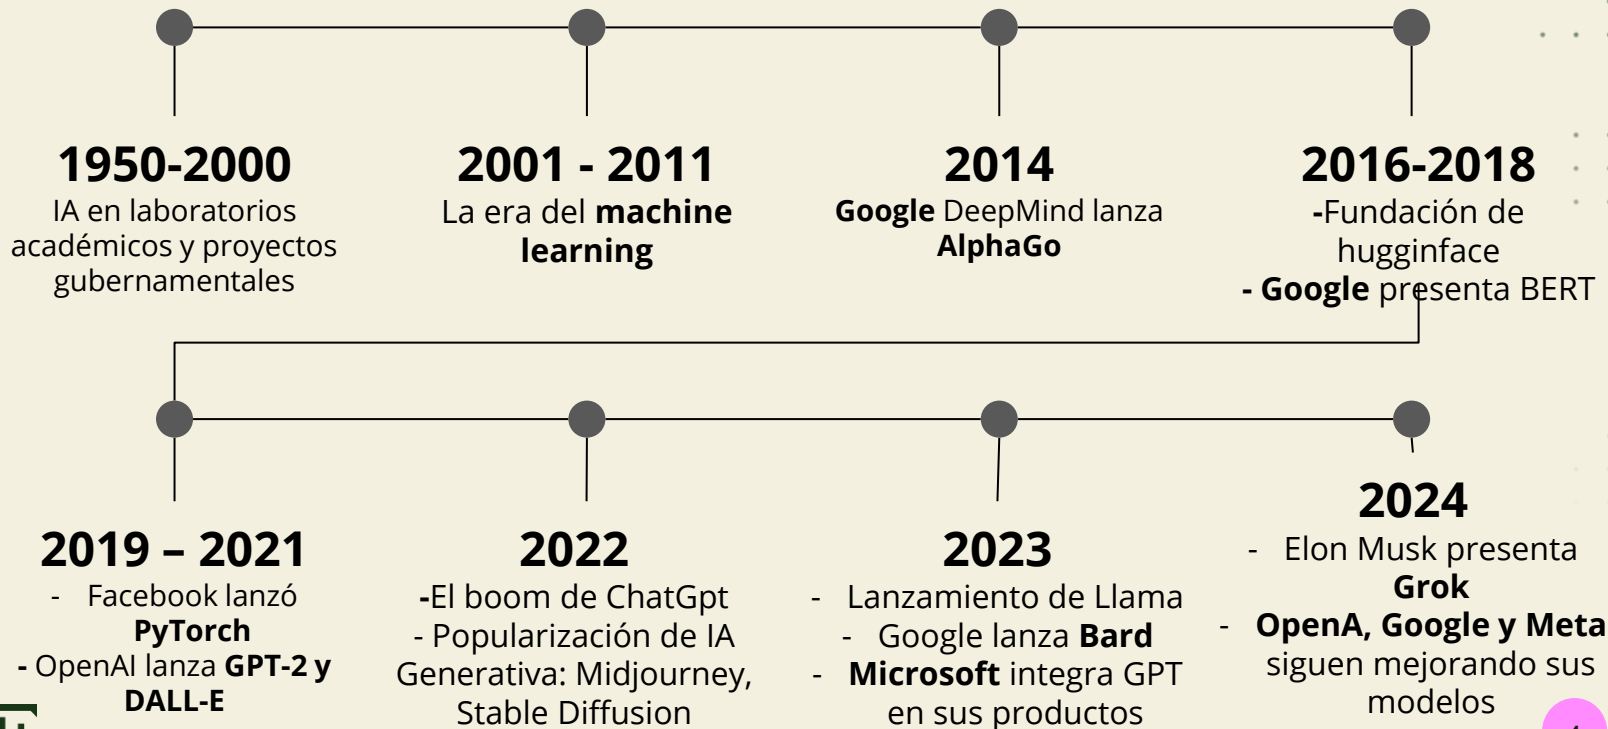 1950-2000
IA en laboratorios
académicos y proyectos
gubernamentales
2001 - 2011
La era del machine
learning
2014
Google DeepMind lanza
AlphaGo
2016-2018
-Fundación de
hugginface
- Google presenta BERT
2019 – 2021
- Facebook lanzó
PyTorch
- OpenAI lanza GPT-2 y
DALL-E
2022
-El boom de ChatGpt
- Popularización de IA
Generativa: Midjourney,
Stable Diffusion
2023
- Lanzamiento de Llama
- Google lanza Bard
- Microsoft integra GPT
en sus productos
2024
- Elon Musk presenta
Grok
- OpenA, Google y Meta
siguen mejorando sus
modelos